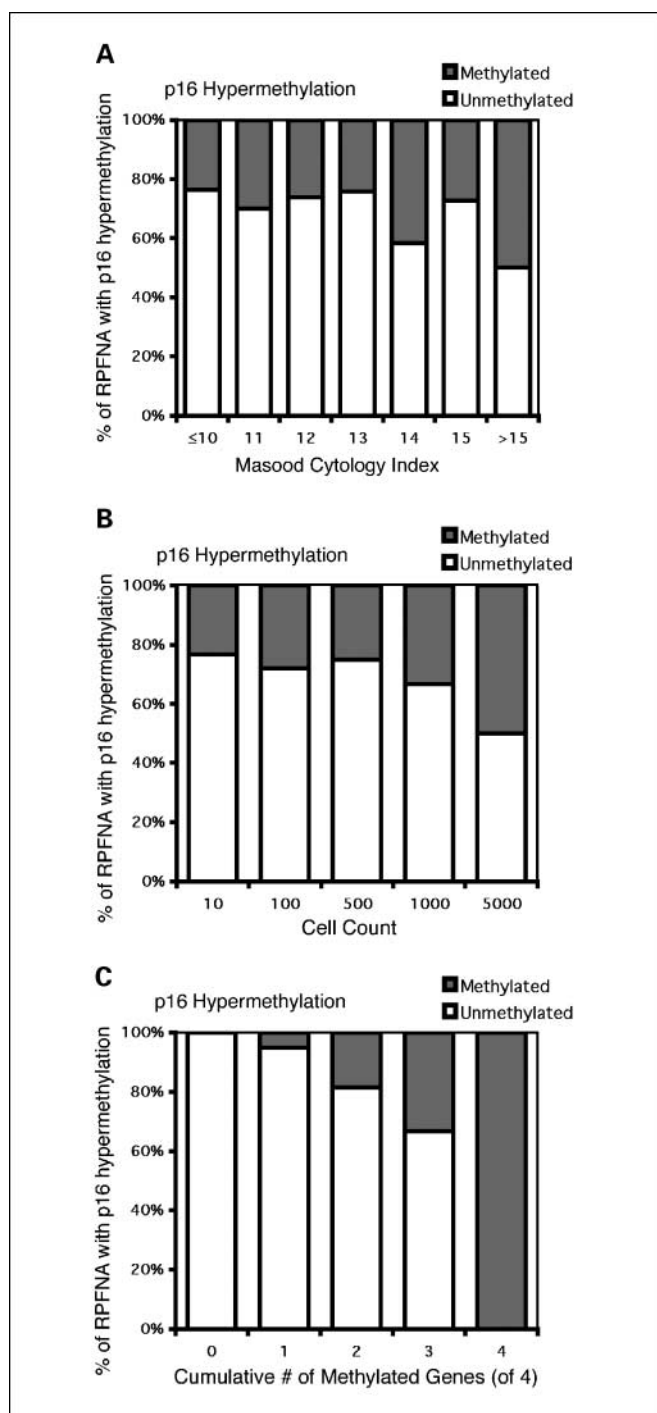 A
Methylated
Unmethylated
p16 Hypermethylation
% of RPFNA with p16 hypermethylation
100%
80%
60%
40%
20%
0%
≤10 11 12 13 14 15 >15
Masood Cytology Index
B
Methylated
Unmethylated
p16 Hypermethylation
% of RPFNA with p16 hypermethylation
100%
80%
60%
40%
20%
0%
10 100 500 1000 5000
Cell Count
C
Methylated
Unmethylated
p16 Hypermethylation
% of RPFNA with p16 hypermethylation
100%
80%
60%
40%
20%
0%
0 1 2 3 4
Cumulative # of Methylated Genes (of 4)